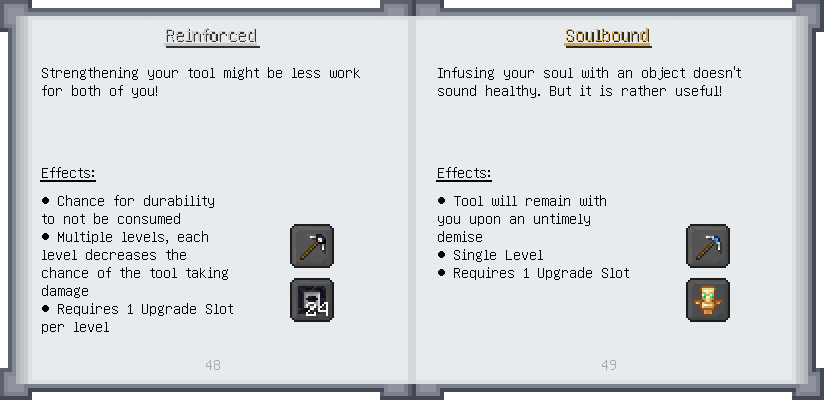 Reinforced
Strengthening your tool might be less work
for both of you!
Effects:
● Chance for durability
to not be consumed
● Multiple levels, each
level decreases the
chance of the tool taking
damage
● Requires 1 Upgrade Slot
per level
24
48
Soulbound
Infusing your soul with an object doesn't
sound healthy. But it is rather useful!
Effects:
● Tool will remain with
you upon an untimely
demise
● Single Level
● Requires 1 Upgrade Slot
49